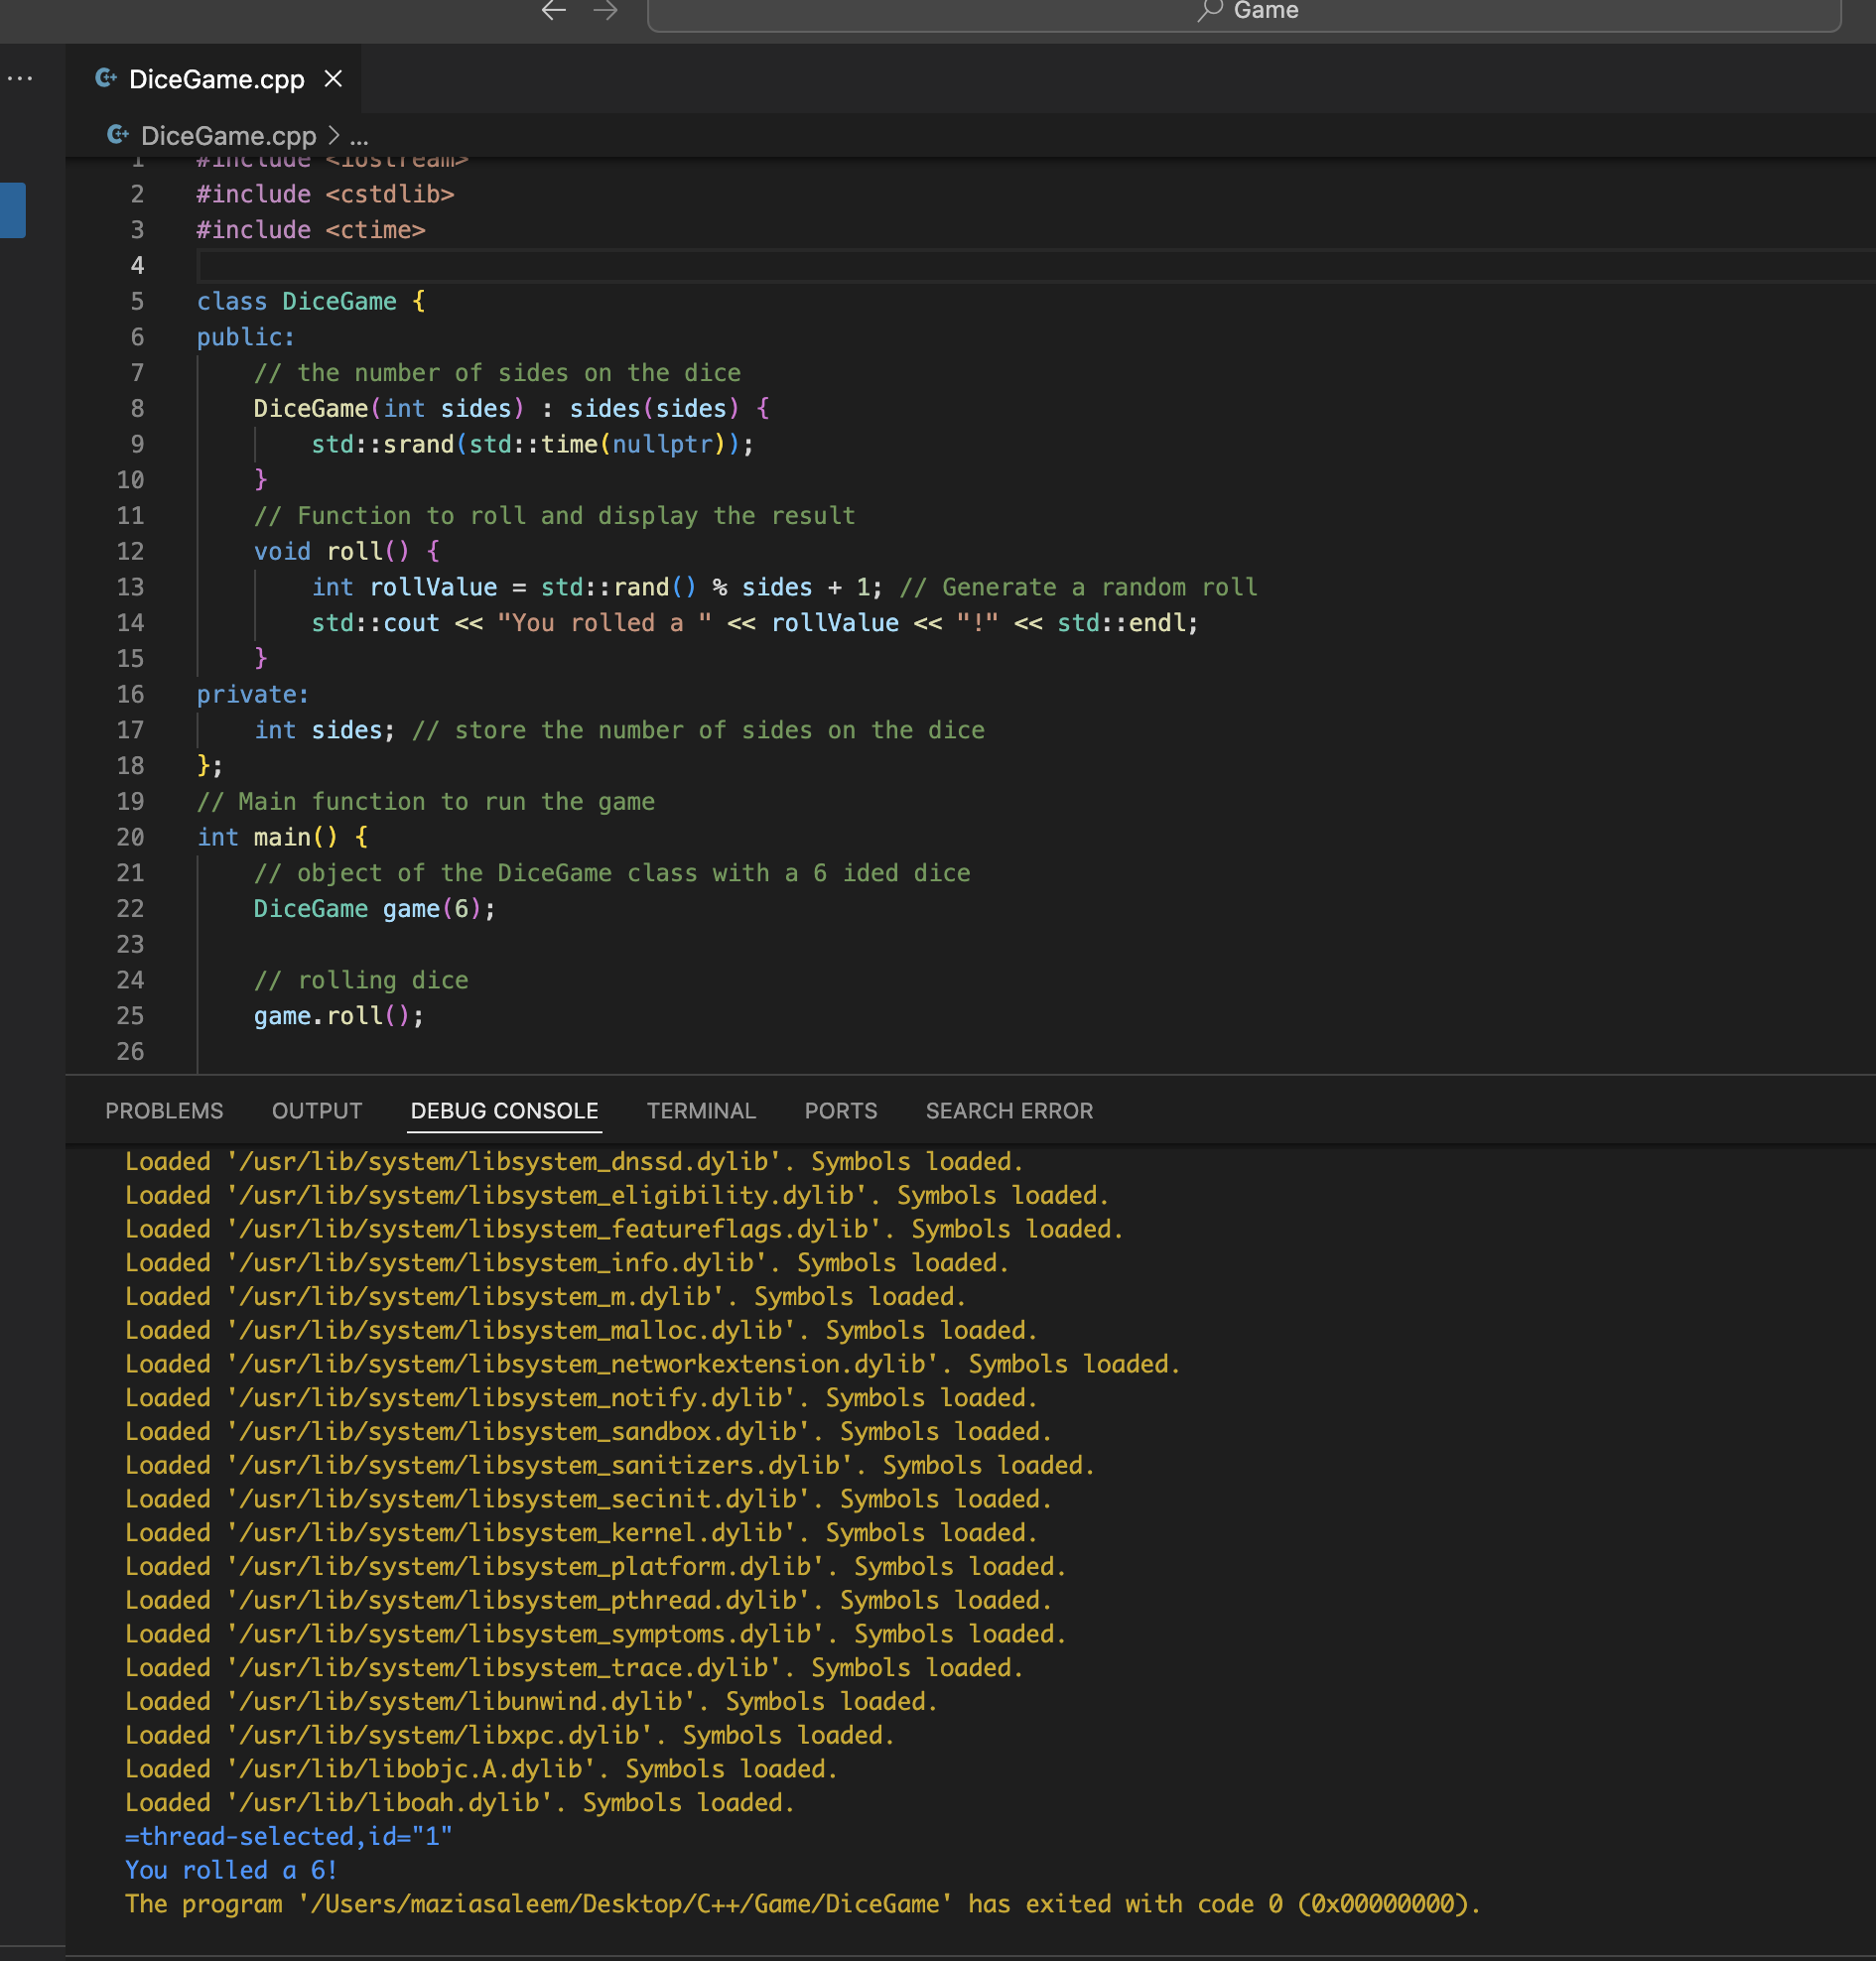 Game
DiceGame.cpp
DiceGame.cpp > ...
1 #include <iostream>
2 #include <cstdlib>
3 #include <ctime>
4
5 class DiceGame {
6 public:
7 // the number of sides on the dice
8 DiceGame(int sides) : sides(sides) {
9 std::srand(std::time(nullptr));
10 }
11 // Function to roll and display the result
12 void roll() {
13 int rollValue = std::rand() % sides + 1; // Generate a random roll
14 std::cout << "You rolled a " << rollValue << "!" << std::endl;
15 }
16 private:
17 int sides; // store the number of sides on the dice
18 };
19 // Main function to run the game
20 int main() {
21 // object of the DiceGame class with a 6 ided dice
22 DiceGame game(6);
23
24 // rolling dice
25 game.roll();
26
PROBLEMS OUTPUT DEBUG CONSOLE TERMINAL PORTS SEARCH ERROR
Loaded '/usr/lib/system/libsystem_dnssd.dylib'. Symbols loaded.
Loaded '/usr/lib/system/libsystem_eligibility.dylib'. Symbols loaded.
Loaded '/usr/lib/system/libsystem_featureflags.dylib'. Symbols loaded.
Loaded '/usr/lib/system/libsystem_info.dylib'. Symbols loaded.
Loaded '/usr/lib/system/libsystem_m.dylib'. Symbols loaded.
Loaded '/usr/lib/system/libsystem_malloc.dylib'. Symbols loaded.
Loaded '/usr/lib/system/libsystem_networkextension.dylib'. Symbols loaded.
Loaded '/usr/lib/system/libsystem_notify.dylib'. Symbols loaded.
Loaded '/usr/lib/system/libsystem_sandbox.dylib'. Symbols loaded.
Loaded '/usr/lib/system/libsystem_sanitizers.dylib'. Symbols loaded.
Loaded '/usr/lib/system/libsystem_secinit.dylib'. Symbols loaded.
Loaded '/usr/lib/system/libsystem_kernel.dylib'. Symbols loaded.
Loaded '/usr/lib/system/libsystem_platform.dylib'. Symbols loaded.
Loaded '/usr/lib/system/libsystem_pthread.dylib'. Symbols loaded.
Loaded '/usr/lib/system/libsystem_symptoms.dylib'. Symbols loaded.
Loaded '/usr/lib/system/libsystem_trace.dylib'. Symbols loaded.
Loaded '/usr/lib/system/libunwind.dylib'. Symbols loaded.
Loaded '/usr/lib/system/libxpc.dylib'. Symbols loaded.
Loaded '/usr/lib/libobjc.A.dylib'. Symbols loaded.
Loaded '/usr/lib/liboah.dylib'. Symbols loaded.
=thread-selected,id="1"
You rolled a 6!
The program '/Users/maziasaleem/Desktop/C++/Game/DiceGame' has exited with code 0 (0x00000000).